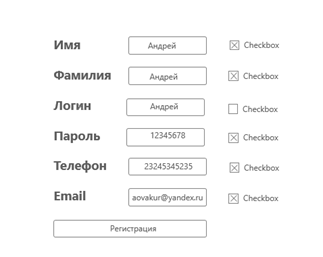 Имя Андрей Checkbox
Фамилия Андрей Checkbox
Логин Андрей Checkbox
Пароль 12345678 Checkbox
Телефон 23245345235 Checkbox
Email aovakur@yandex.ru Checkbox
Регистрация